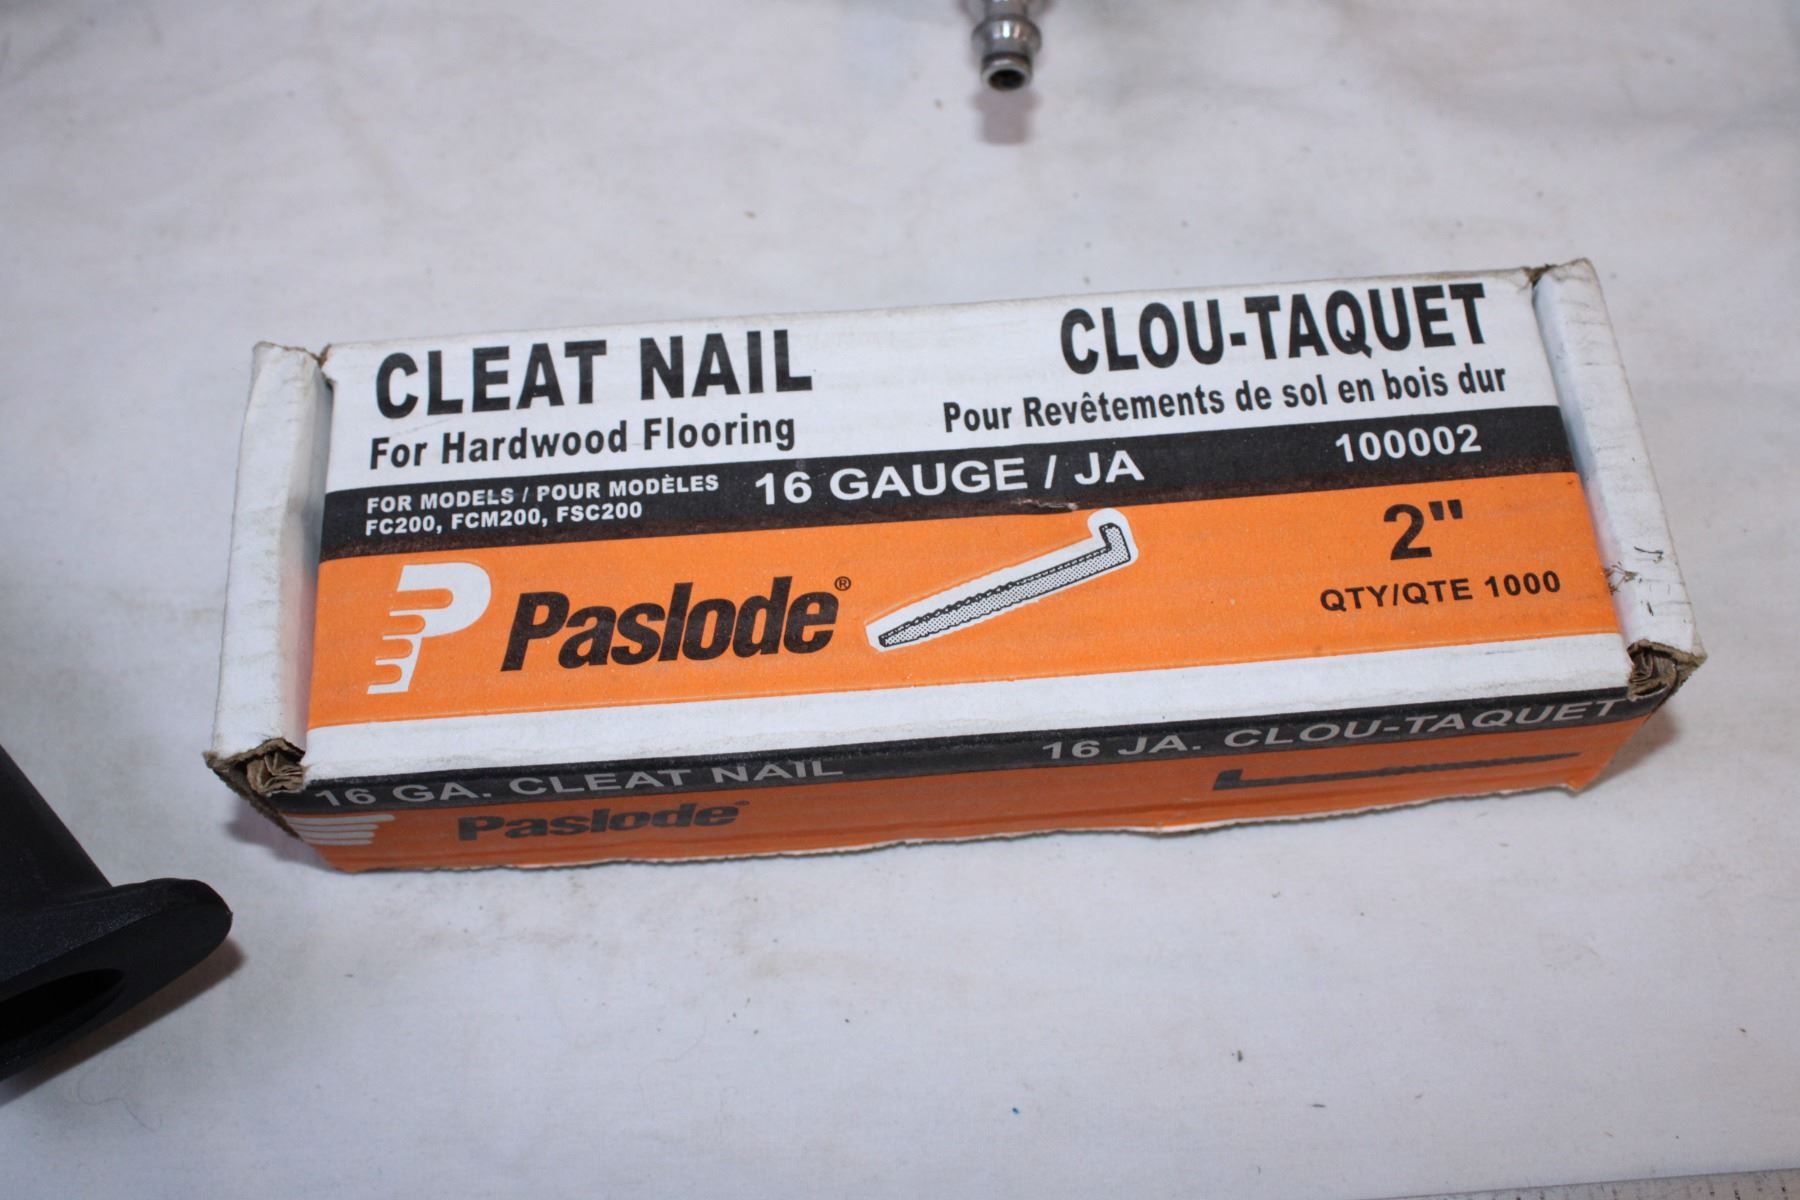 CLEAT NAIL
For Hardwood Flooring
CLOU-TAQUET
Pour Revêtements de sol en bois dur
FOR MODELS / POUR MODÈLES
FC200, FCM200, FSC200
16 GAUGE / JA
100002
Paslode®
2"
QTY/QTE 1000
16 GA. CLEAT NAIL
16 JA. CLOU-TAQUET
Paslode®